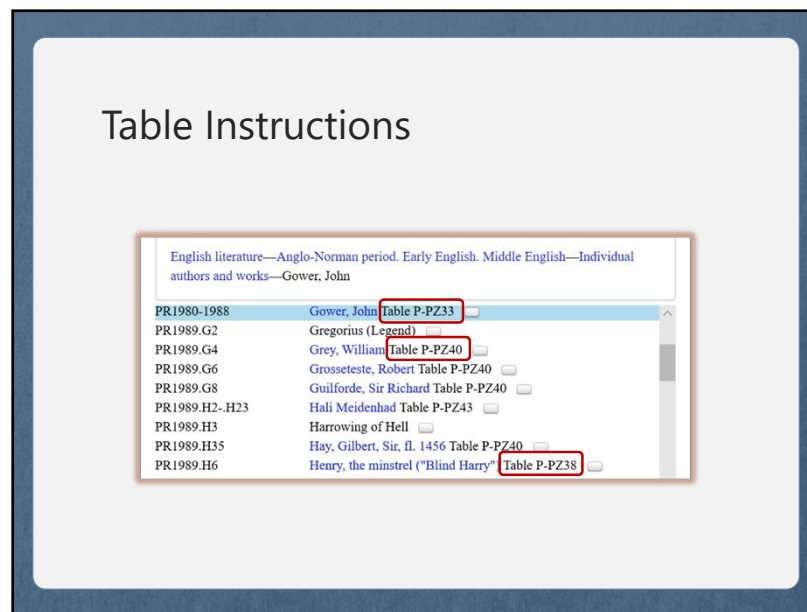 Table Instructions
English literature—Anglo-Norman period. Early English. Middle English—Individual
authors and works—Gower, John
PR1980-1988 Gower, John Table P-PZ33
PR1989.G2 Gregorius (Legend)
PR1989.G4 Grey, William Table P-PZ40
PR1989.G6 Grosseteste, Robert Table P-PZ40
PR1989.G8 Guilforde, Sir Richard Table P-PZ40
PR1989.H2-.H23 Hali Meidenhad Table P-PZ43
PR1989.H3 Harrowing of Hell
PR1989.H35 Hay, Gilbert, Sir, fl. 1456 Table P-PZ40
PR1989.H6 Henry, the minstrel ("Blind Harry") Table P-PZ38